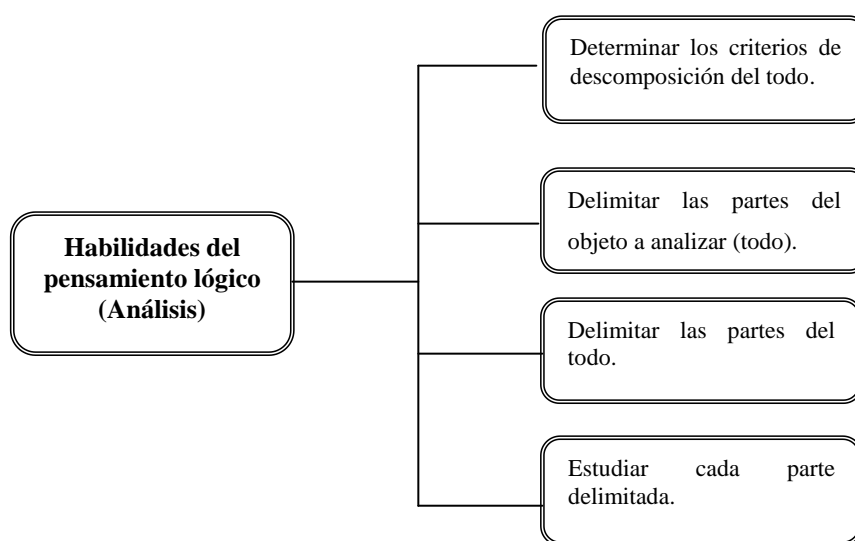 Habilidades del
pensamiento lógico
(Análisis)
Determinar los criterios de
descomposición del todo.
Delimitar las partes del
objeto a analizar (todo).
Delimitar las partes del
todo.
Estudiar cada parte
delimitada.